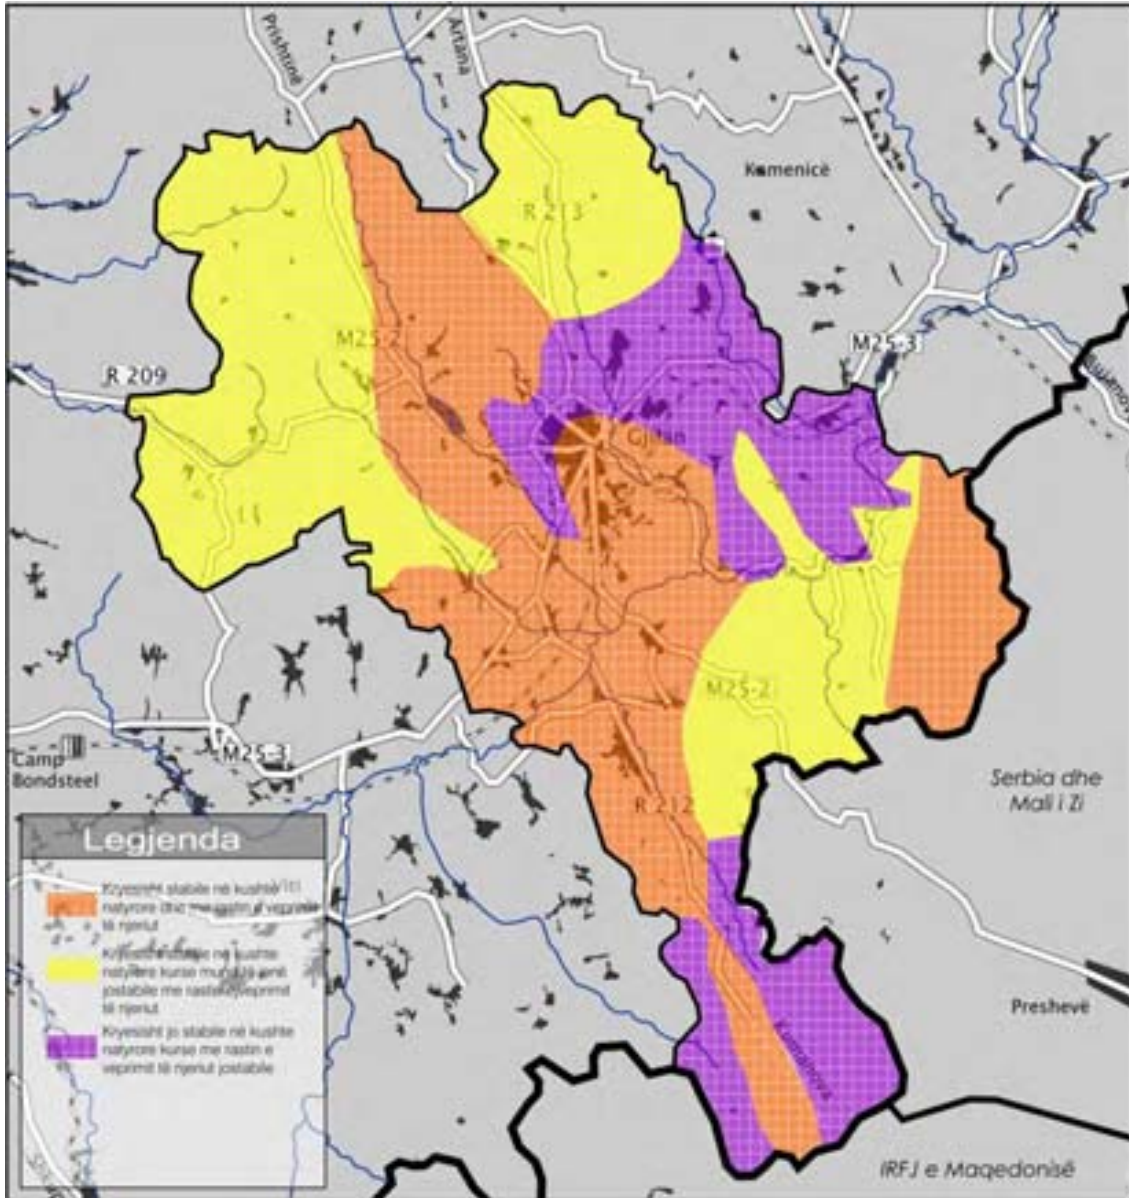 Prishtinë
Artana
Kamenicë
R 213
M25-2
M25-3
R 209
Gjilan
M25-2
Camp
Bondsteel
M25-3
Serbia dhe
Mali i Zi
R 212
Legjenda
Kryesisht stabile në kushte
natyrore dhe me rastin e veprimit
të njeriut
Kryesisht stabile në kushte
natyrore kurse mund të jenë
jostabile me rastin e veprimit
të njeriut
Kryesisht jo stabile në kushte
natyrore kurse me rastin e
veprimit të njeriut jostabile
Viti
Preshevë
IRFJ e Maqedonisë